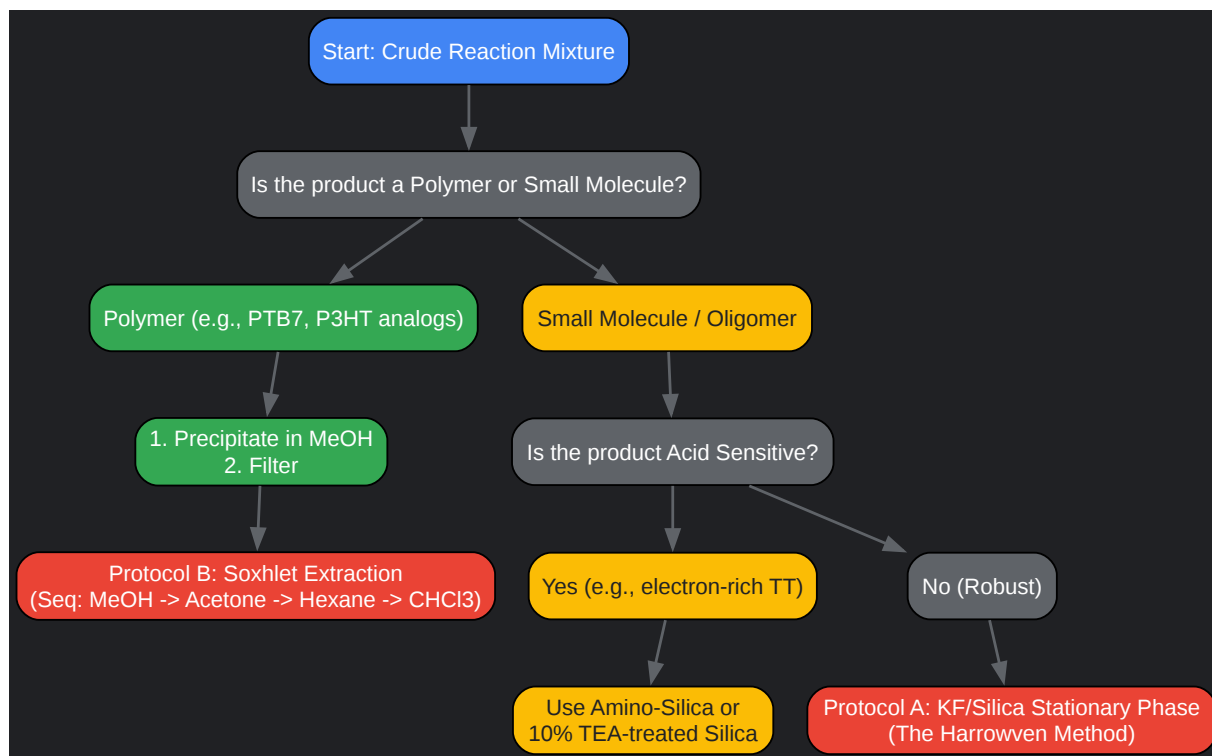 Start: Crude Reaction Mixture
Is the product a Polymer or Small Molecule?
Polymer (e.g., PTB7, P3HT analogs)
Small Molecule / Oligomer
1. Precipitate in MeOH
2. Filter
Is the product Acid Sensitive?
Protocol B: Soxhlet Extraction
(Seq: MeOH -> Acetone -> Hexane -> CHCl3)
Yes (e.g., electron-rich TT)
No (Robust)
Use Amino-Silica or
10% TEA-treated Silica
Protocol A: KF/Silica Stationary Phase
(The Harrowven Method)